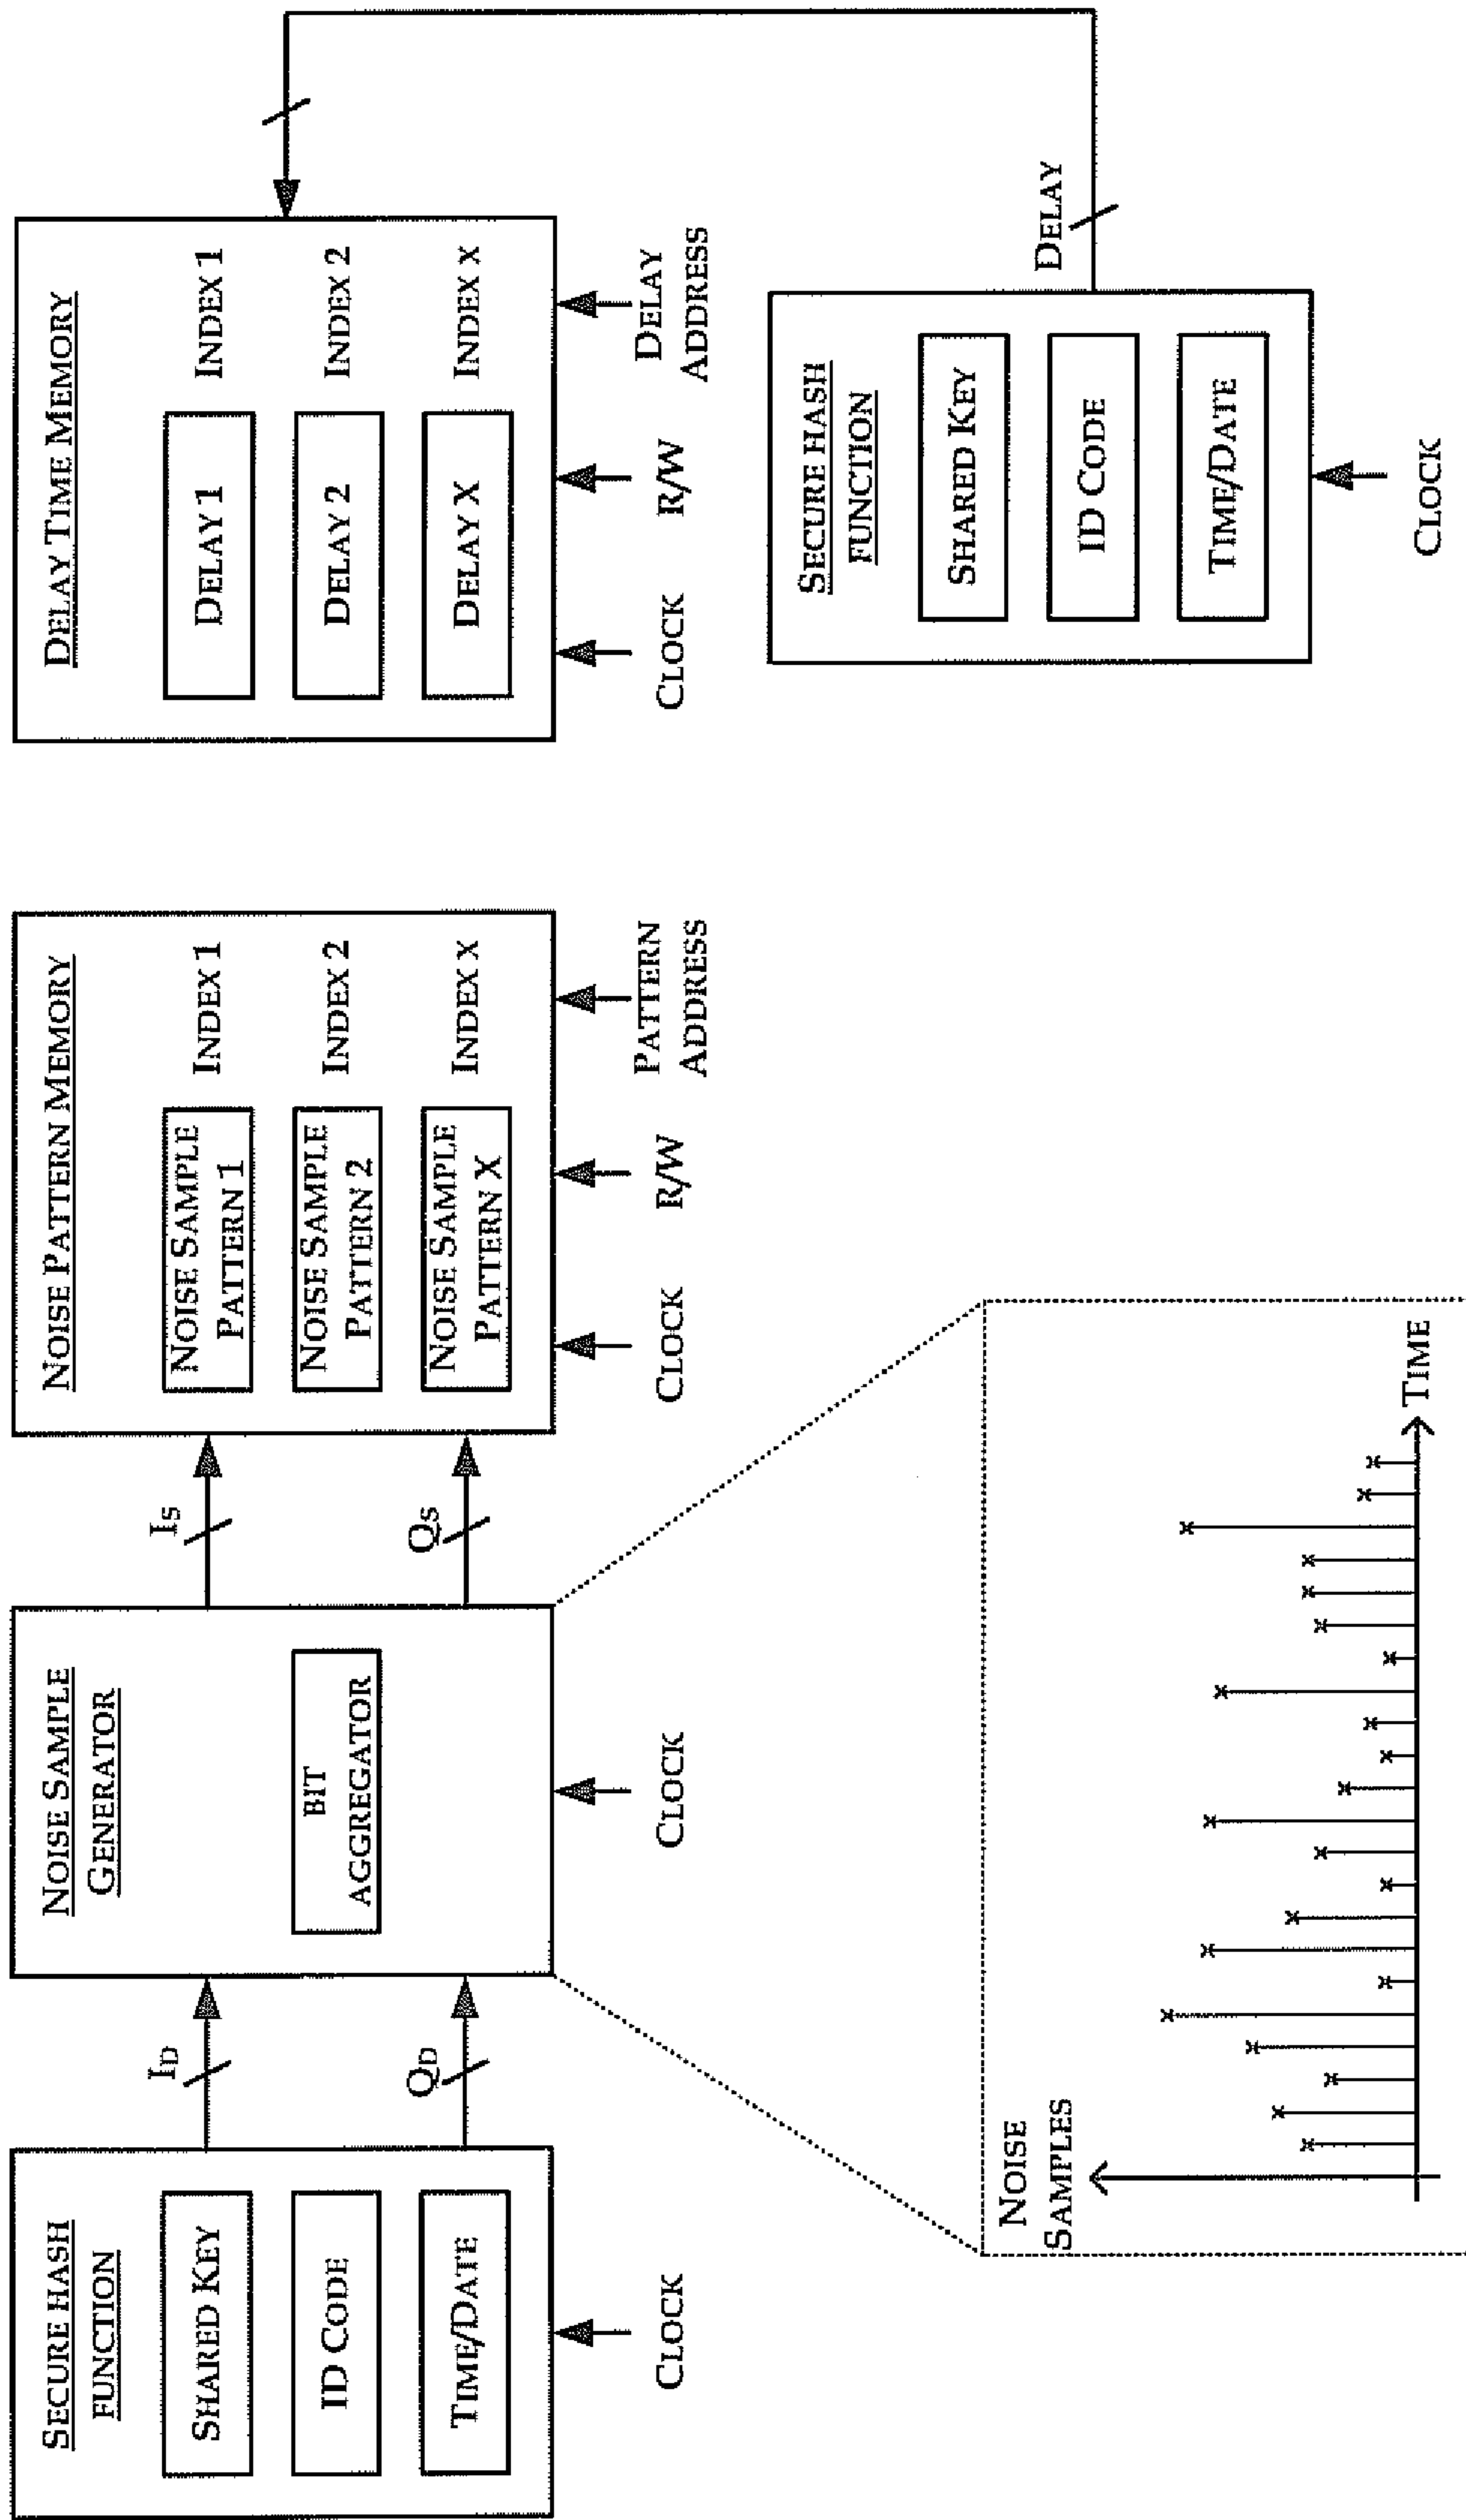 SECURE HASH
FUNCTION
SHARED KEY
ID CODE
TIME/DATE
CLOCK
ID
QD
NOISE SAMPLE
GENERATOR
BIT
AGGREGATOR
CLOCK
IS
QS
NOISE PATTERN MEMORY
NOISE SAMPLE
PATTERN 1
INDEX 1
NOISE SAMPLE
PATTERN 2
INDEX 2
NOISE SAMPLE
PATTERN X
INDEX X
CLOCK
R/W
PATTERN
ADDRESS
DELAY TIME MEMORY
DELAY 1
INDEX 1
DELAY 2
INDEX 2
DELAY X
INDEX X
CLOCK
R/W
DELAY
ADDRESS
NOISE
SAMPLES
TIME
SECURE HASH
FUNCTION
SHARED KEY
ID CODE
TIME/DATE
CLOCK
DELAY